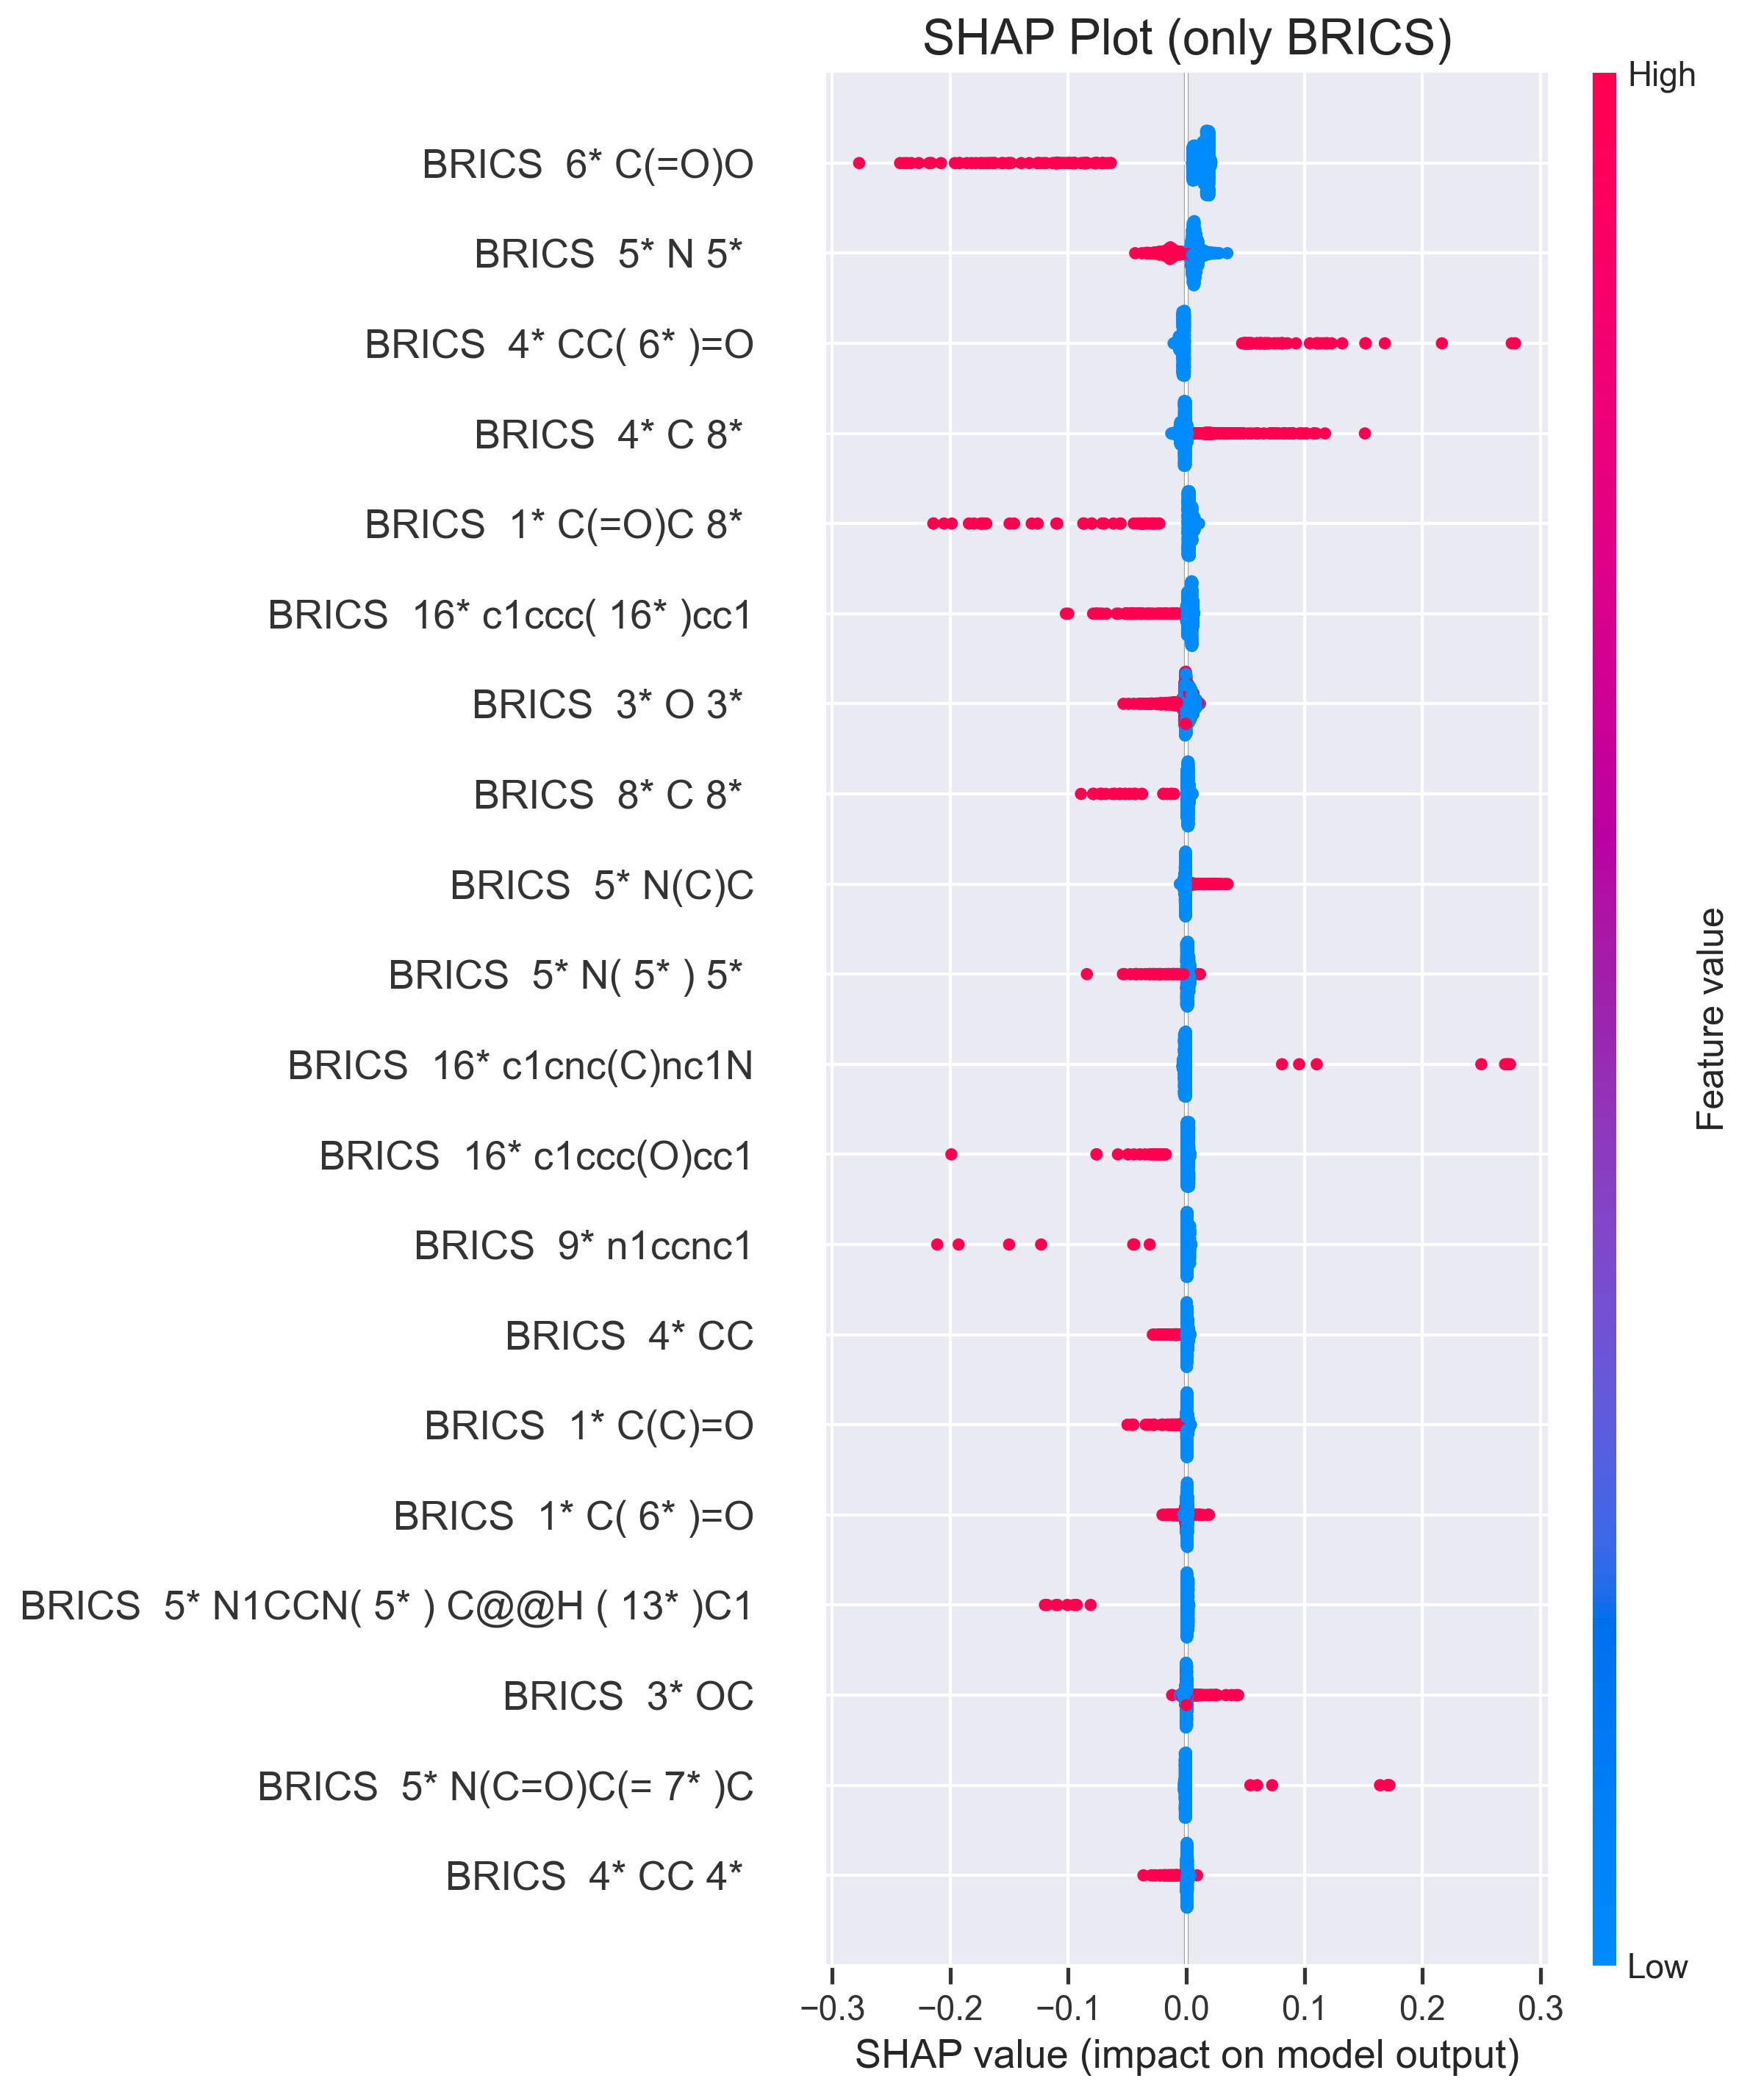 SHAP Plot (only BRICS)
High
BRICS  6* C(=O)O
BRICS  5* N 5*
BRICS  4* CC( 6* )=O
BRICS  4* C 8*
BRICS  1* C(=O)C 8*
BRICS  16* c1ccc( 16* )cc1
BRICS  3* O 3*
BRICS  8* C 8*
BRICS  5* N(C)C
BRICS  5* N( 5* ) 5*
BRICS  16* c1cnc(C)nc1N
BRICS  16* c1ccc(O)cc1
BRICS  9* n1ccnc1
BRICS  4* CC
BRICS  1* C(C)=O
BRICS  1* C( 6* )=O
BRICS  5* N1CCN( 5* ) C@@H ( 13* )C1
BRICS  3* OC
BRICS  5* N(C=O)C(= 7* )C
BRICS  4* CC 4*
Feature value
Low
−0.3 −0.2 −0.1 0.0 0.1 0.2 0.3
SHAP value (impact on model output)